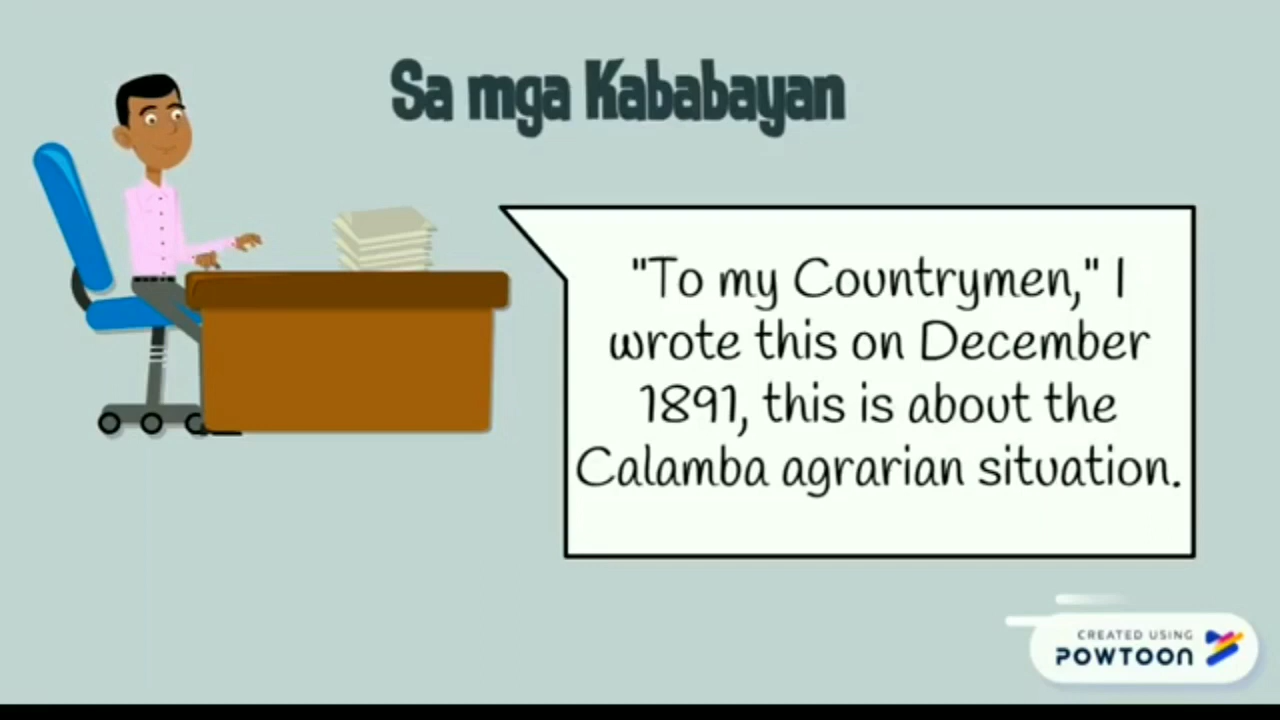 Sa mga Kababayan
"To my Countrymen," I
wrote this on December
1891, this is about the
Calamba agrarian situation.
CREATED USING
POWTOON